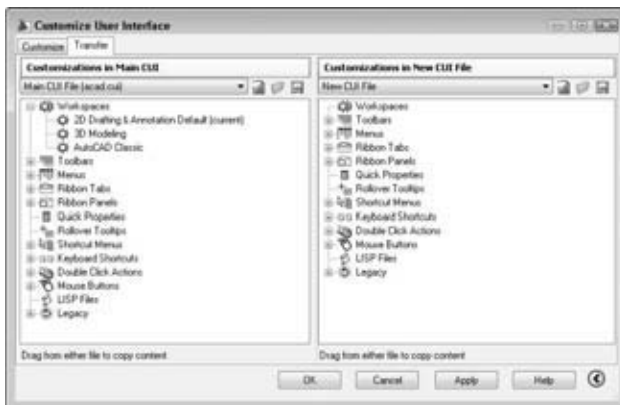 Customize User Interface
Customize Transfer
Customizations in Main CUI
Main CUI File (acad.cui)
Workspaces
2D Drafting & Annotation Default (current)
3D Modeling
AutoCAD Classic
Toolbars
Menus
Ribbon Tabs
Ribbon Panels
Quick Properties
Rollover Tooltips
Shortcut Menus
Keyboard Shortcuts
Double Click Actions
Mouse Buttons
LISP Files
Legacy
Drag from either file to copy content
Customizations in New CUI File
New CUI File
Workspaces
Toolbars
Menus
Ribbon Tabs
Ribbon Panels
Quick Properties
Rollover Tooltips
Shortcut Menus
Keyboard Shortcuts
Double Click Actions
Mouse Buttons
LISP Files
Legacy
Drag from either file to copy content
OK Cancel Apply Help